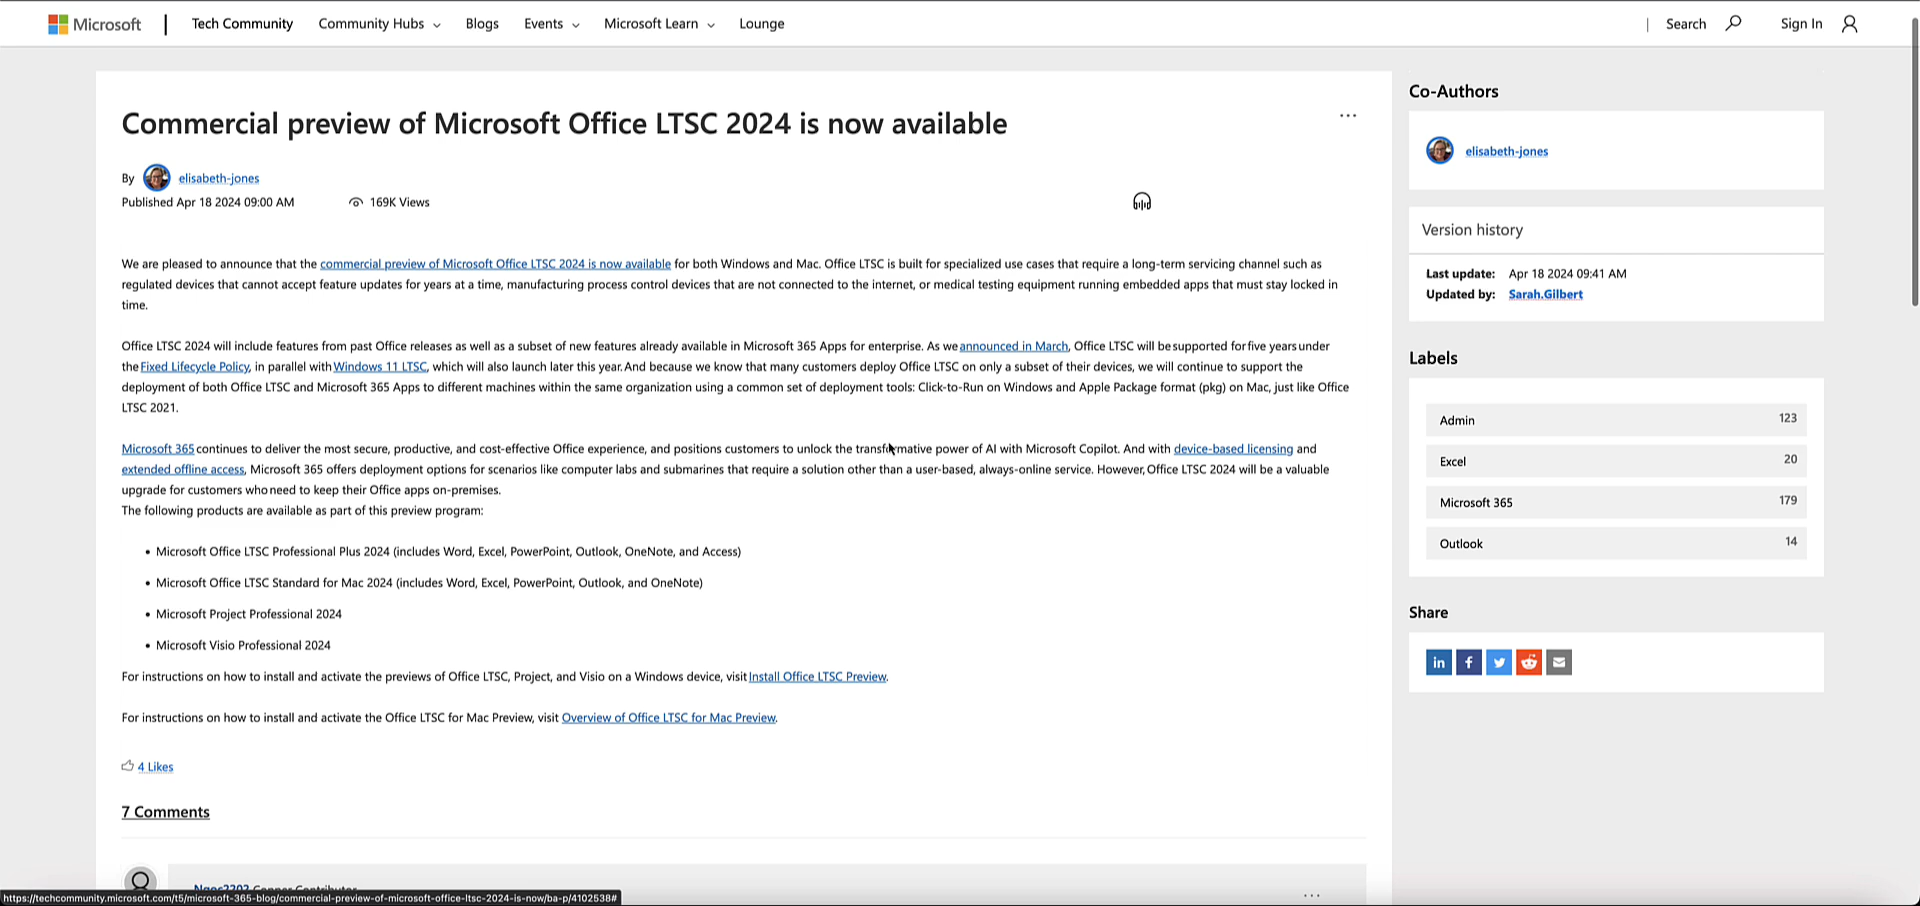 Microsoft | Tech Community Community Hubs Blogs Events Microsoft Learn Lounge | Search Sign In
Commercial preview of Microsoft Office LTSC 2024 is now available
By elisabeth-jones
Published Apr 18 2024 09:00 AM 169K Views
We are pleased to announce that the commercial preview of Microsoft Office LTSC 2024 is now available for both Windows and Mac. Office LTSC is built for specialized use cases that require a long-term servicing channel such as
regulated devices that cannot accept feature updates for years at a time, manufacturing process control devices that are not connected to the internet, or medical testing equipment running embedded apps that must stay locked in
time.
Office LTSC 2024 will include features from past Office releases as well as a subset of new features already available in Microsoft 365 Apps for enterprise. As we announced in March, Office LTSC will be supported for five years under
the Fixed Lifecycle Policy, in parallel with Windows 11 LTSC, which will also launch later this year. And because we know that many customers deploy Office LTSC on only a subset of their devices, we will continue to support the
deployment of both Office LTSC and Microsoft 365 Apps to different machines within the same organization using a common set of deployment tools: Click-to-Run on Windows and Apple Package format (pkg) on Mac, just like Office
LTSC 2021.
Microsoft 365 continues to deliver the most secure, productive, and cost-effective Office experience, and positions customers to unlock the transformative power of AI with Microsoft Copilot. And with device-based licensing and
extended offline access, Microsoft 365 offers deployment options for scenarios like computer labs and submarines that require a solution other than a user-based, always-online service. However, Office LTSC 2024 will be a valuable
upgrade for customers who need to keep their Office apps on-premises.
The following products are available as part of this preview program:
• Microsoft Office LTSC Professional Plus 2024 (includes Word, Excel, PowerPoint, Outlook, OneNote, and Access)
• Microsoft Office LTSC Standard for Mac 2024 (includes Word, Excel, PowerPoint, Outlook, and OneNote)
• Microsoft Project Professional 2024
• Microsoft Visio Professional 2024
For instructions on how to install and activate the previews of Office LTSC, Project, and Visio on a Windows device, visit Install Office LTSC Preview.
For instructions on how to install and activate the Office LTSC for Mac Preview, visit Overview of Office LTSC for Mac Preview.
4 Likes
7 Comments
Ngoc2202 Copper Contributor
https://techcommunity.microsoft.com/t5/microsoft-365-blog/commercial-preview-of-microsoft-office-ltsc-2024-is-now/ba-p/4102538#
Co-Authors
elisabeth-jones
Version history
Last update: Apr 18 2024 09:41 AM
Updated by: Sarah.Gilbert
Labels
Admin 123
Excel 20
Microsoft 365 179
Outlook 14
Share